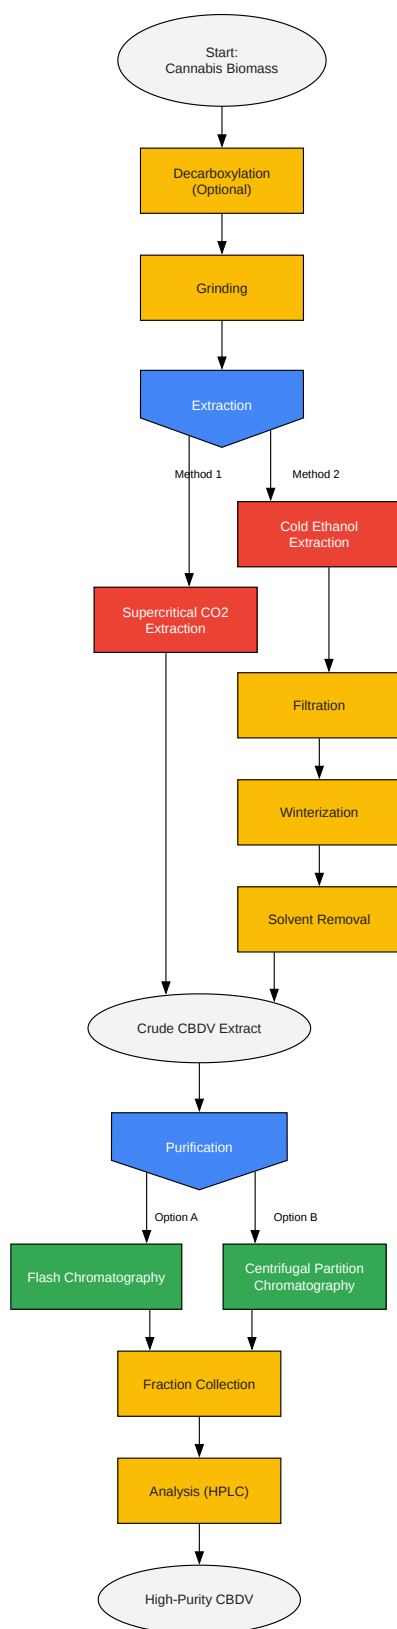 Start:
Cannabis Biomass
Decarboxylation
(Optional)
Grinding
Extraction
Method 1
Method 2
Cold Ethanol
Extraction
Supercritical CO2
Extraction
Filtration
Winterization
Solvent Removal
Crude CBDV Extract
Purification
Option A
Option B
Flash Chromatography
Centrifugal Partition
Chromatography
Fraction Collection
Analysis (HPLC)
High-Purity CBDV